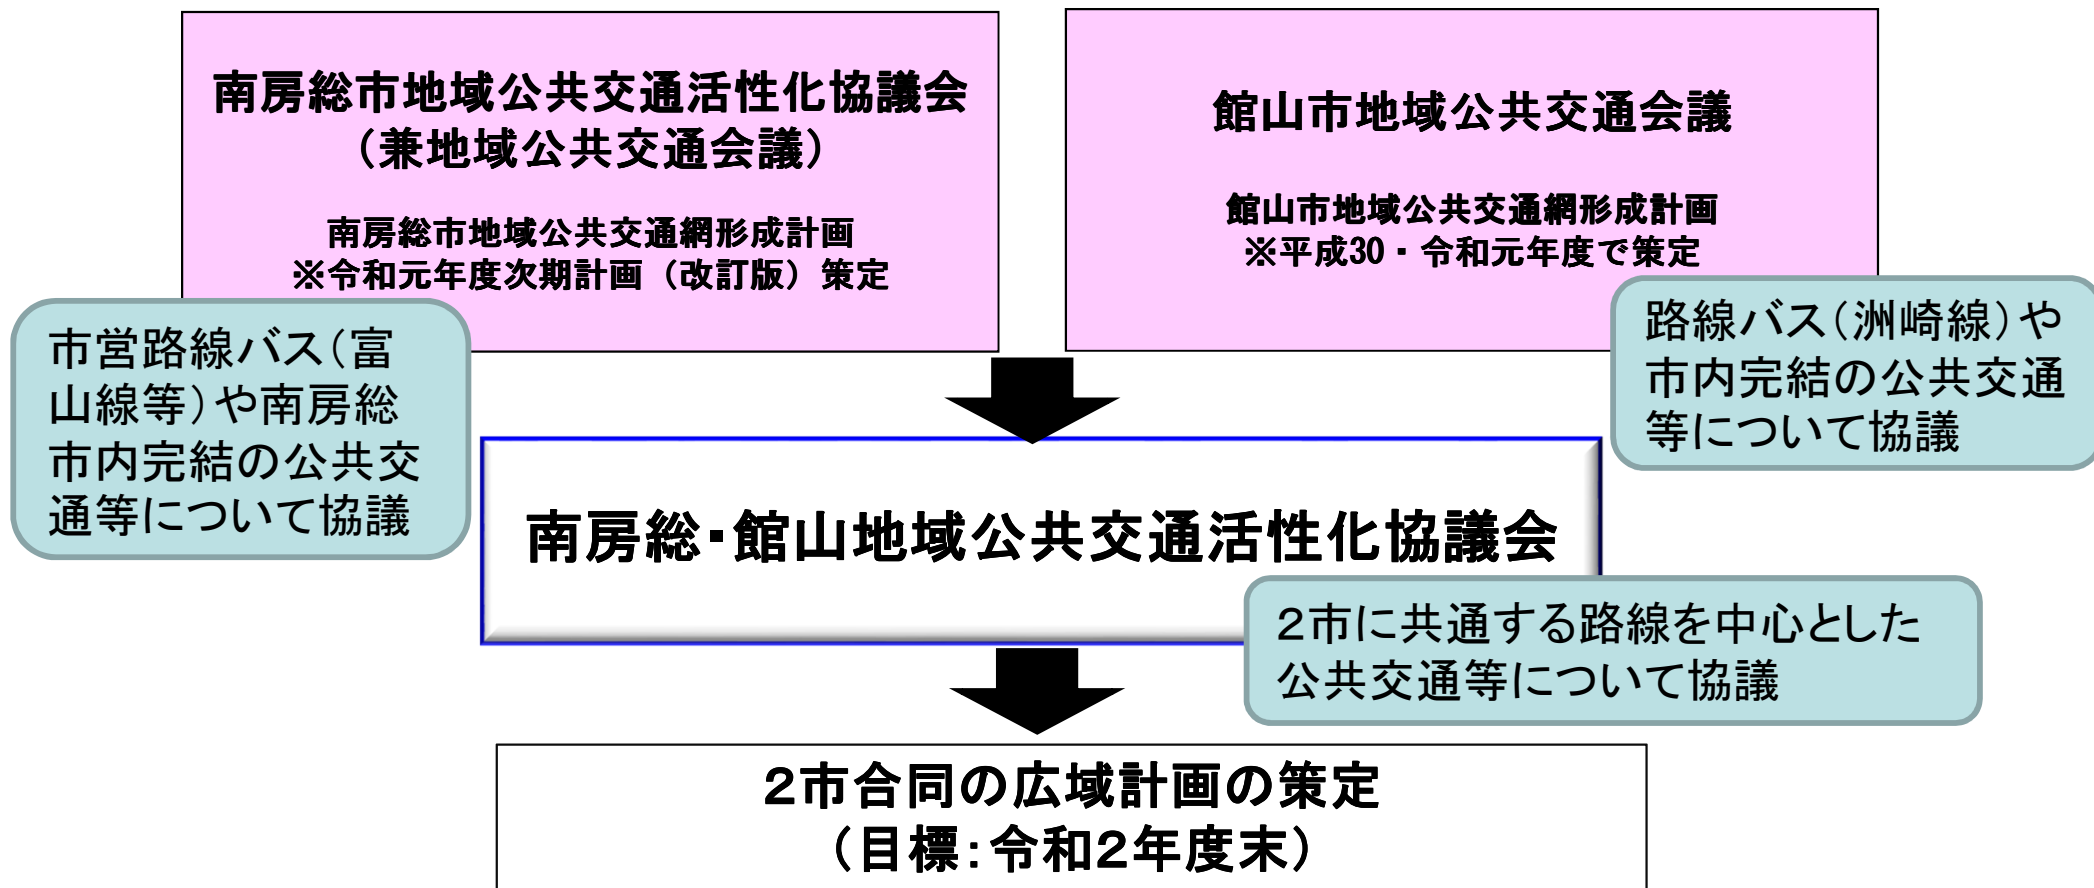 南房総市地域公共交通活性化協議会
（兼地域公共交通会議）
南房総市地域公共交通網形成計画
※令和元年度次期計画（改訂版）策定
館山市地域公共交通会議
館山市地域公共交通網形成計画
※平成30・令和元年度で策定
市営路線バス（富
山線等）や南房総
市内完結の公共交
通等について協議
路線バス（洲崎線）や
市内完結の公共交通
等について協議
南房総・館山地域公共交通活性化協議会
２市に共通する路線を中心とした
公共交通等について協議
２市合同の広域計画の策定
（目標：令和２年度末）